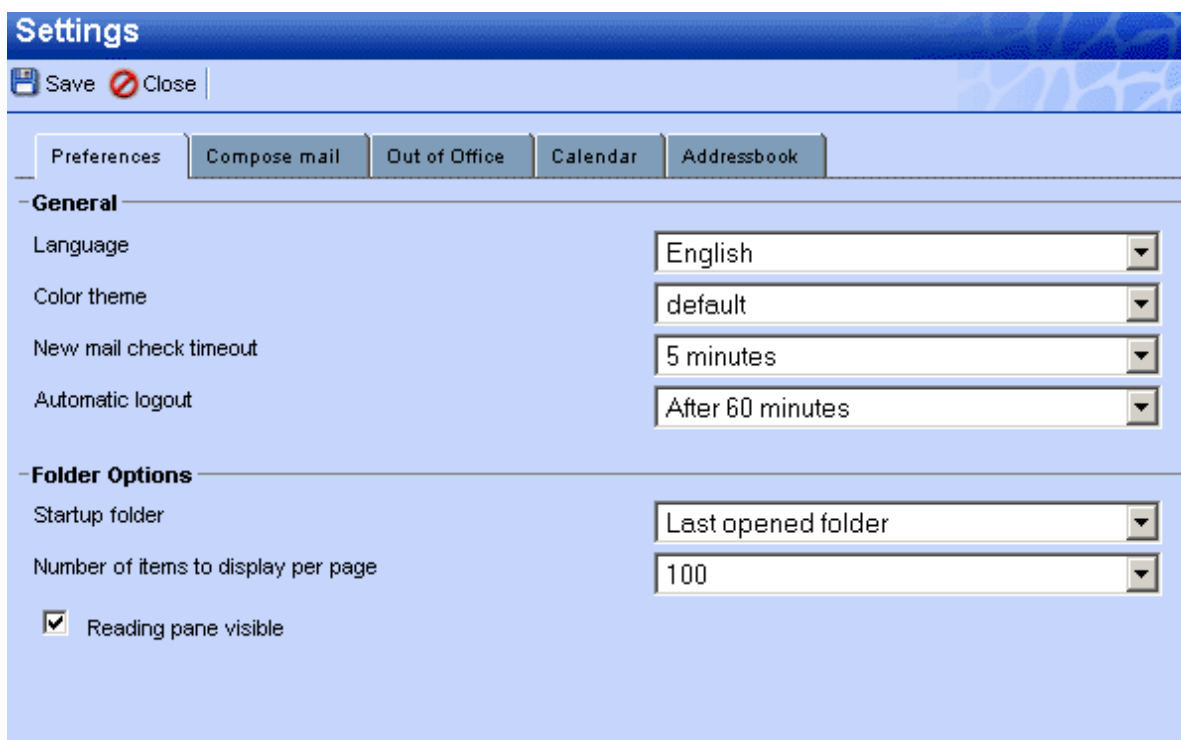 Settings
Save Close
Preferences Compose mail Out of Office Calendar Addressbook
General
Language English
Color theme default
New mail check timeout 5 minutes
Automatic logout After 60 minutes
Folder Options
Startup folder Last opened folder
Number of items to display per page 100
Reading pane visible